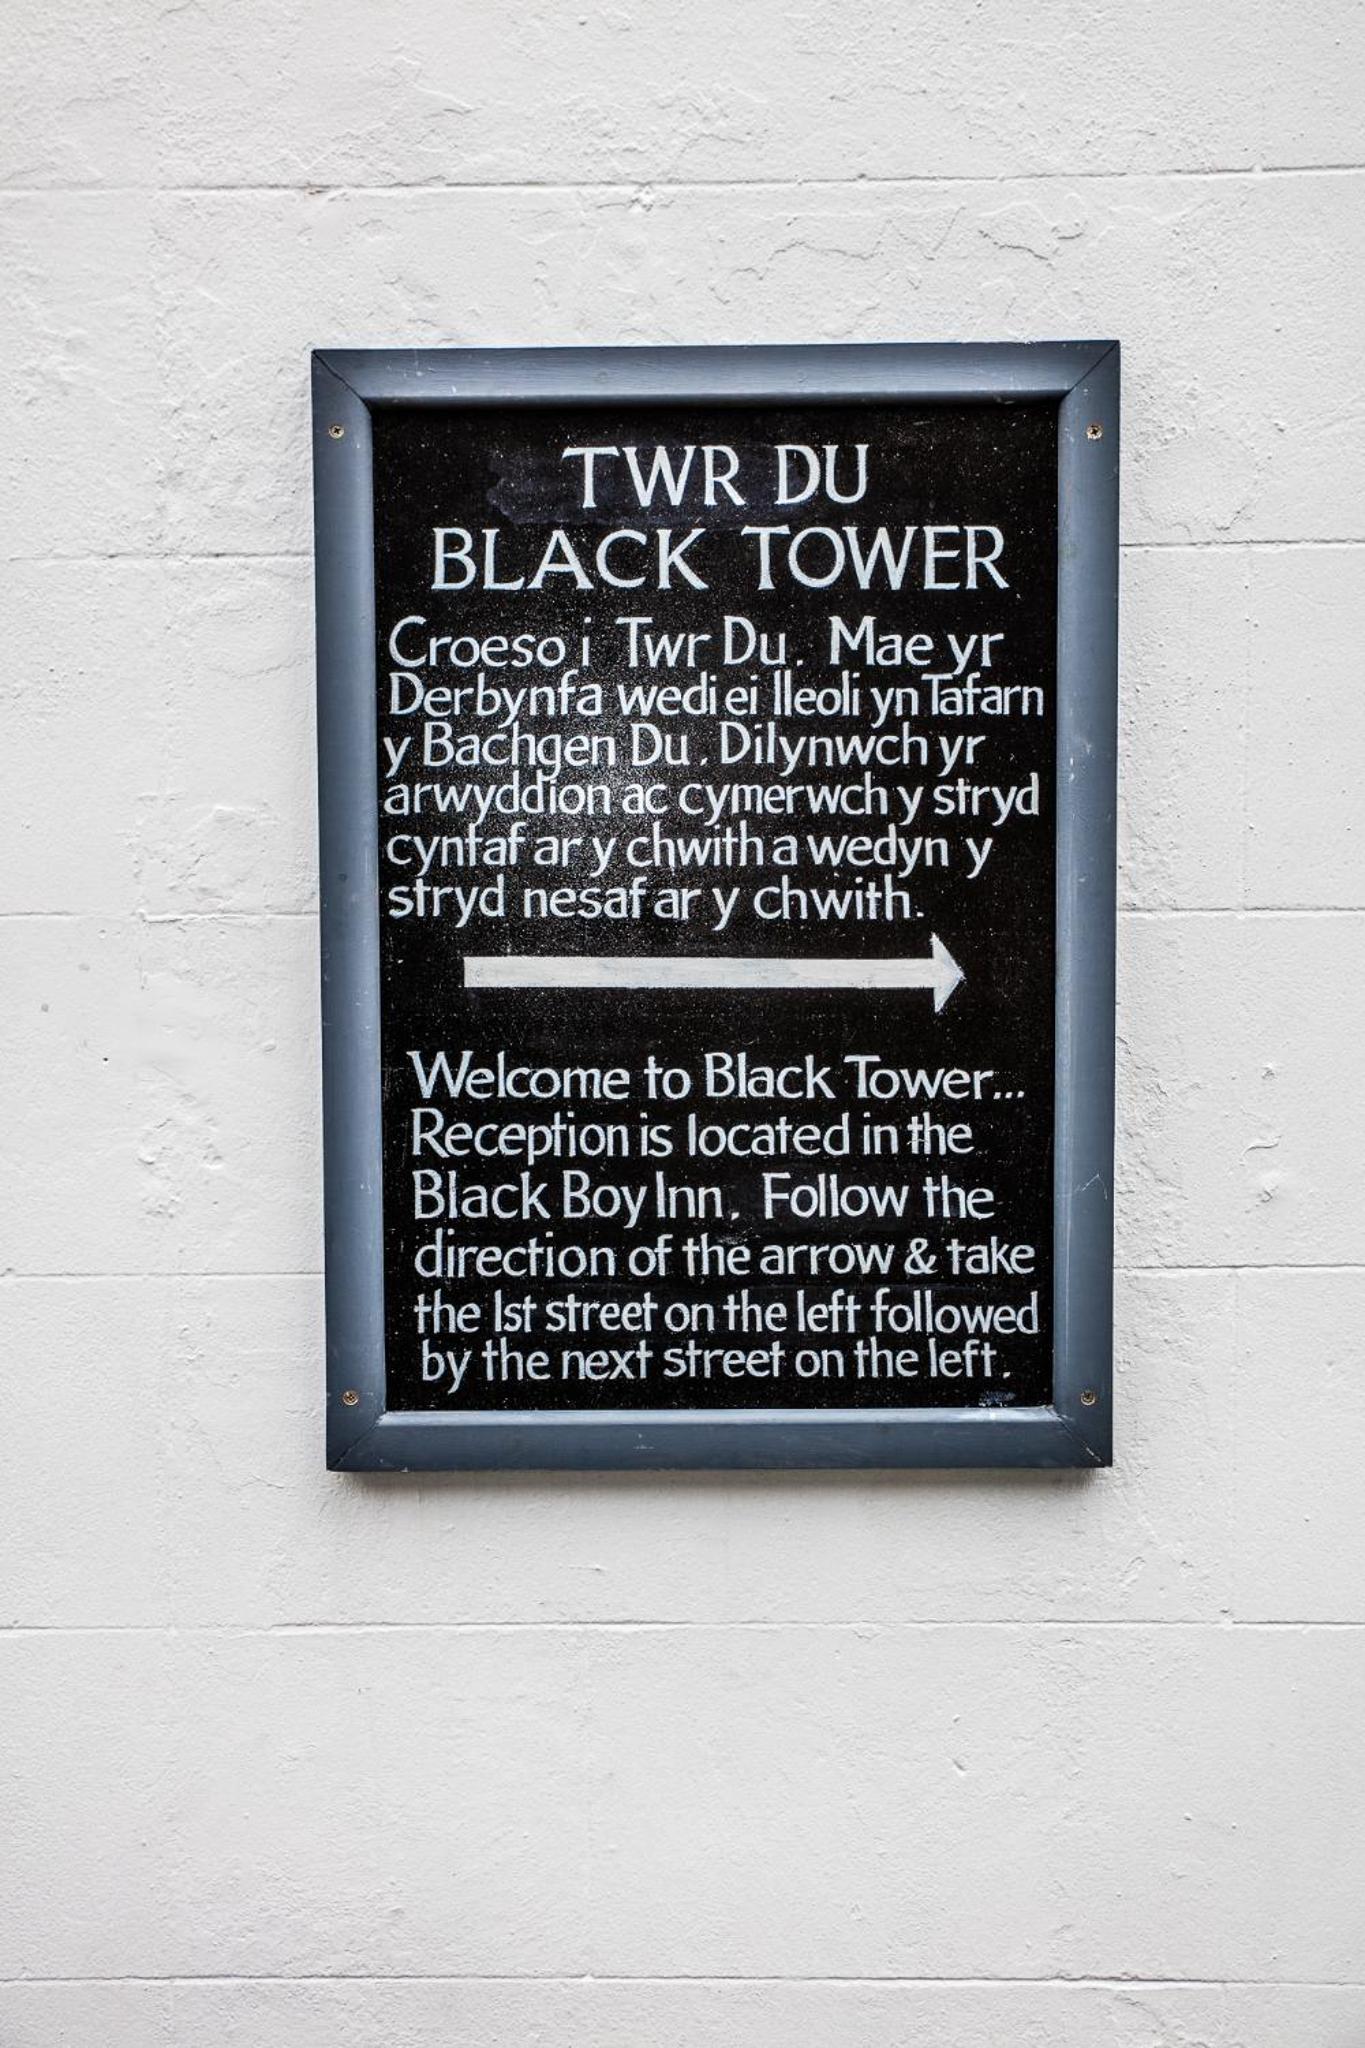 TWR DU
BLACK TOWER
Croeso i Twr Du. Mae yr
Derbynfa wedi ei lleoli yn Tafarn
y Bachgen Du. Dilynwch yr
arwyddion ac cymerwch y stryd
cynfaf ar y chwith a wedyn y
stryd nesaf ar y chwith.
Welcome to Black Tower...
Reception is located in the
Black Boy Inn. Follow the
direction of the arrow & take
the 1st street on the left followed
by the next street on the left.